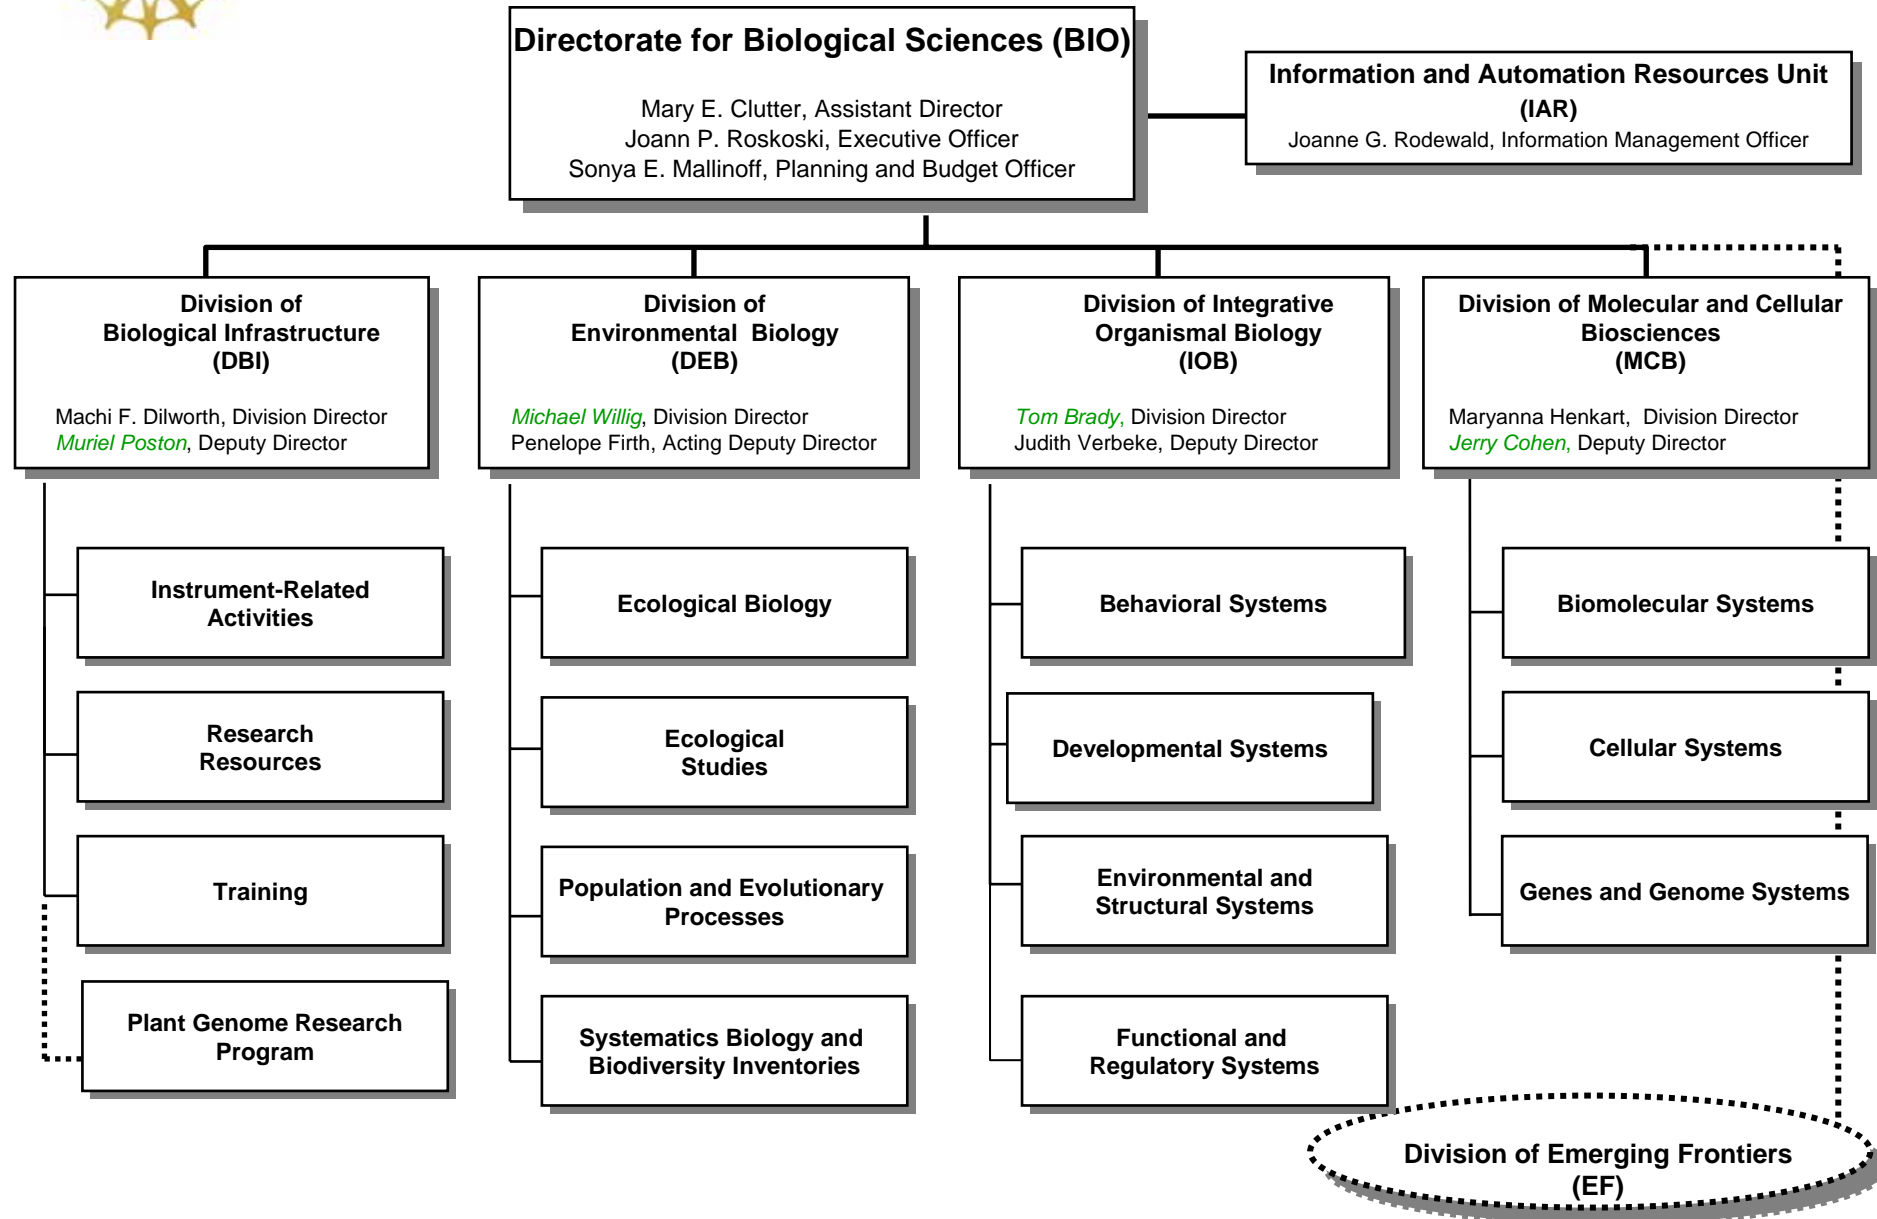 Directorate for Biological Sciences (BIO)
Mary E. Clutter, Assistant Director
Joann P. Roskoski, Executive Officer
Sonya E. Mallinoff, Planning and Budget Officer
Information and Automation Resources Unit
(IAR)
Joanne G. Rodewald, Information Management Officer
Division of
Biological Infrastructure
(DBI)
Machi F. Dilworth, Division Director
Muriel Poston, Deputy Director
Division of
Environmental Biology
(DEB)
Michael Willig, Division Director
Penelope Firth, Acting Deputy Director
Division of Integrative
Organismal Biology
(IOB)
Tom Brady, Division Director
Judith Verbeke, Deputy Director
Division of Molecular and Cellular
Biosciences
(MCB)
Maryanna Henkart, Division Director
Jerry Cohen, Deputy Director
Instrument-Related
Activities
Research
Resources
Training
Plant Genome Research
Program
Ecological Biology
Ecological
Studies
Population and Evolutionary
Processes
Systematics Biology and
Biodiversity Inventories
Behavioral Systems
Developmental Systems
Environmental and
Structural Systems
Functional and
Regulatory Systems
Biomolecular Systems
Cellular Systems
Genes and Genome Systems
Division of Emerging Frontiers
(EF)